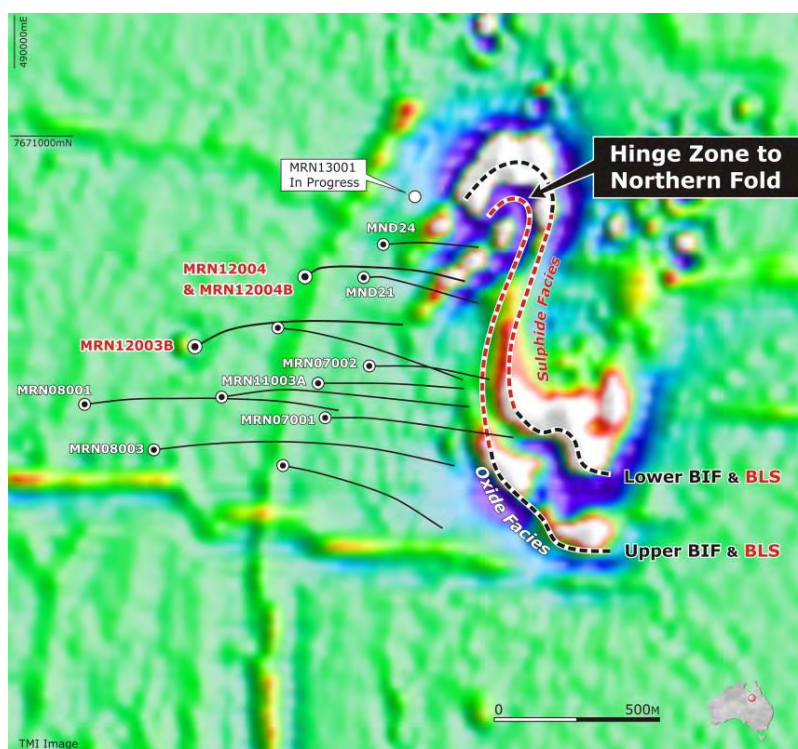 490000mE
7671000mN
MRN13001
In Progress
Hinge Zone to
Northern Fold
MND24
MRN12004
& MRN12004B
MND21
Sulphide Facies
MRN12003B
MRN07002
MRN11003A
MRN08001
MRN07001
MRN08003
Oxide Facies
Lower BIF & BLS
Upper BIF & BLS
0
500M
TMI Image